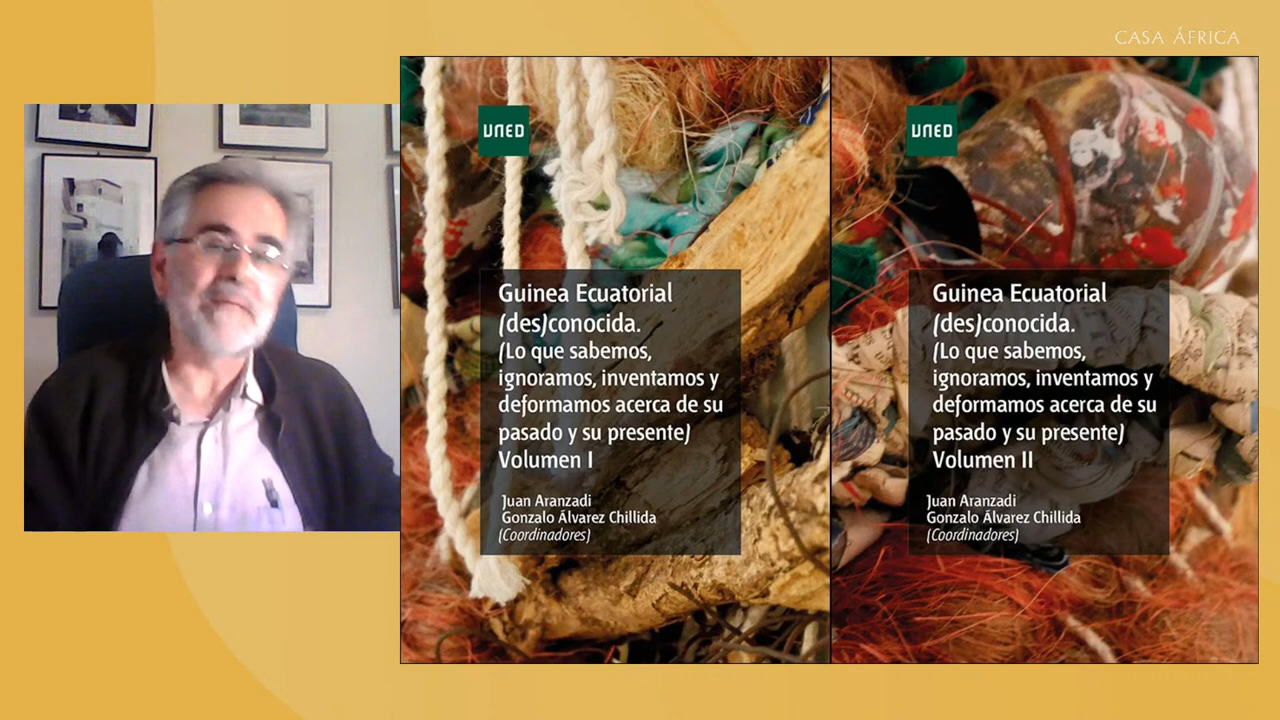 CASA ÁFRICA
UNED
Guinea Ecuatorial
(des)conocida.
(Lo que sabemos,
ignoramos, inventamos y
deformamos acerca de su
pasado y su presente)
Volumen I
Juan Aranzadi
Gonzalo Álvarez Chillida
(Coordinadores)
UNED
Guinea Ecuatorial
(des)conocida.
(Lo que sabemos,
ignoramos, inventamos y
deformamos acerca de su
pasado y su presente)
Volumen II
Juan Aranzadi
Gonzalo Álvarez Chillida
(Coordinadores)